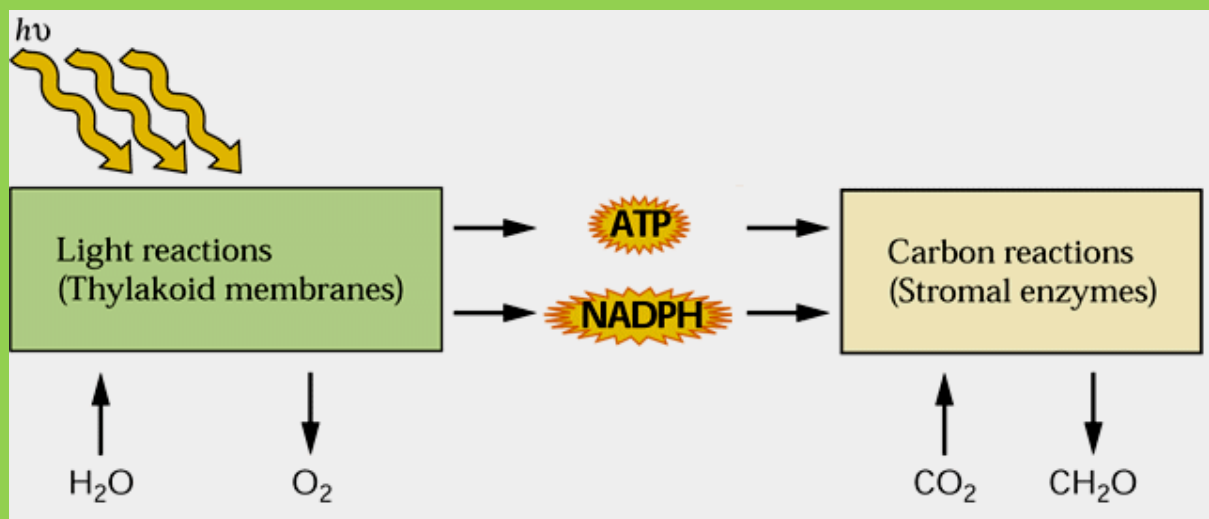 hυ
Light reactions
(Thylakoid membranes)
ATP
NADPH
Carbon reactions
(Stromal enzymes)
H₂O
O₂
CO₂
CH₂O